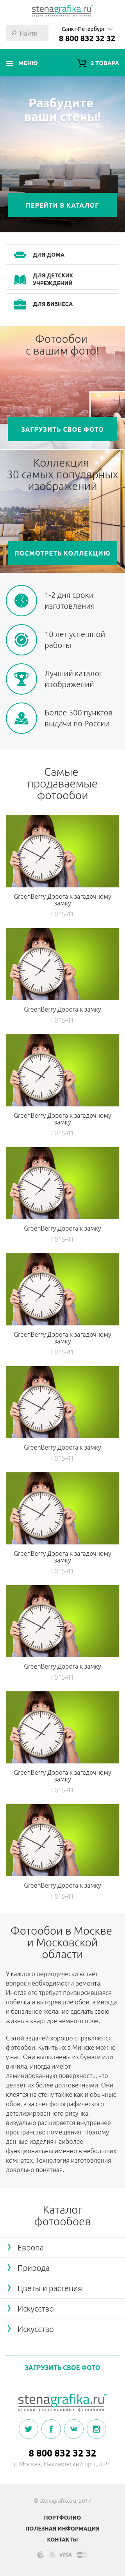 stenagrafika.ru
Найти
Санкт-Петербург
8 800 832 32 32
МЕНЮ
2 ТОВАРА
Разбудите
ваши стены!
ПЕРЕЙТИ В КАТАЛОГ
ДЛЯ ДОМА
ДЛЯ ДЕТСКИХ
УЧРЕЖДЕНИЙ
ДЛЯ БИЗНЕСА
Фотообои
с вашим фото!
ЗАГРУЗИТЬ СВОЕ ФОТО
Коллекция
30 самых популярных
изображений
ПОСМОТРЕТЬ КОЛЛЕКЦИЮ
1-2 дня сроки
изготовления
10 лет успешной
работы
Лучший каталог
изображений
Более 500 пунктов
выдачи по России
Самые
продаваемые
фотообои
GreenBerry Дорога к загадочному
замку
F015-41
GreenBerry Дорога к замку
F015-41
GreenBerry Дорога к загадочному
замку
F015-41
GreenBerry Дорога к замку
F015-41
GreenBerry Дорога к загадочному
замку
F015-41
GreenBerry Дорога к замку
F015-41
GreenBerry Дорога к загадочному
замку
F015-41
GreenBerry Дорога к замку
F015-41
GreenBerry Дорога к загадочному
замку
F015-41
GreenBerry Дорога к замку
F015-41
Фотообои в Москве
и Московской
области
У каждого периодически встает
вопрос необходимости ремонта.
Иногда его требует поизносившаяся
побелка и выгоревшие обои, а иногда
и банальное желание сделать свою
жизнь в квартире немного ярче.
С этой задачей хорошо справляются
фотообои. Купить их в Минске можно
у нас. Они выполнены из бумаги или
винила, иногда имеют
ламинированную поверхность, что
делает их более долговечными. Они
клеятся на стену также как и обычные
обои, а за счет фотографического
детализированного рисунка,
визуально расширяется внутреннее
пространство помещения. Поэтому
данные изделия наиболее
функциональны именно в небольших
комнатах. Технология изготовления
довольно понятная.
Каталог
фотообоев
Европа
Природа
Цветы и растения
Искусство
Искусство
ЗАГРУЗИТЬ СВОЕ ФОТО
stenagrafika.ru
студия эксклюзивных фотообоев
8 800 832 32 32
г. Москва, Нахимовский пр-т, д.24
© stenagrafika.ru, 2017
ПОРТФОЛИО
ПОЛЕЗНАЯ ИНФОРМАЦИЯ
КОНТАКТЫ
VISA